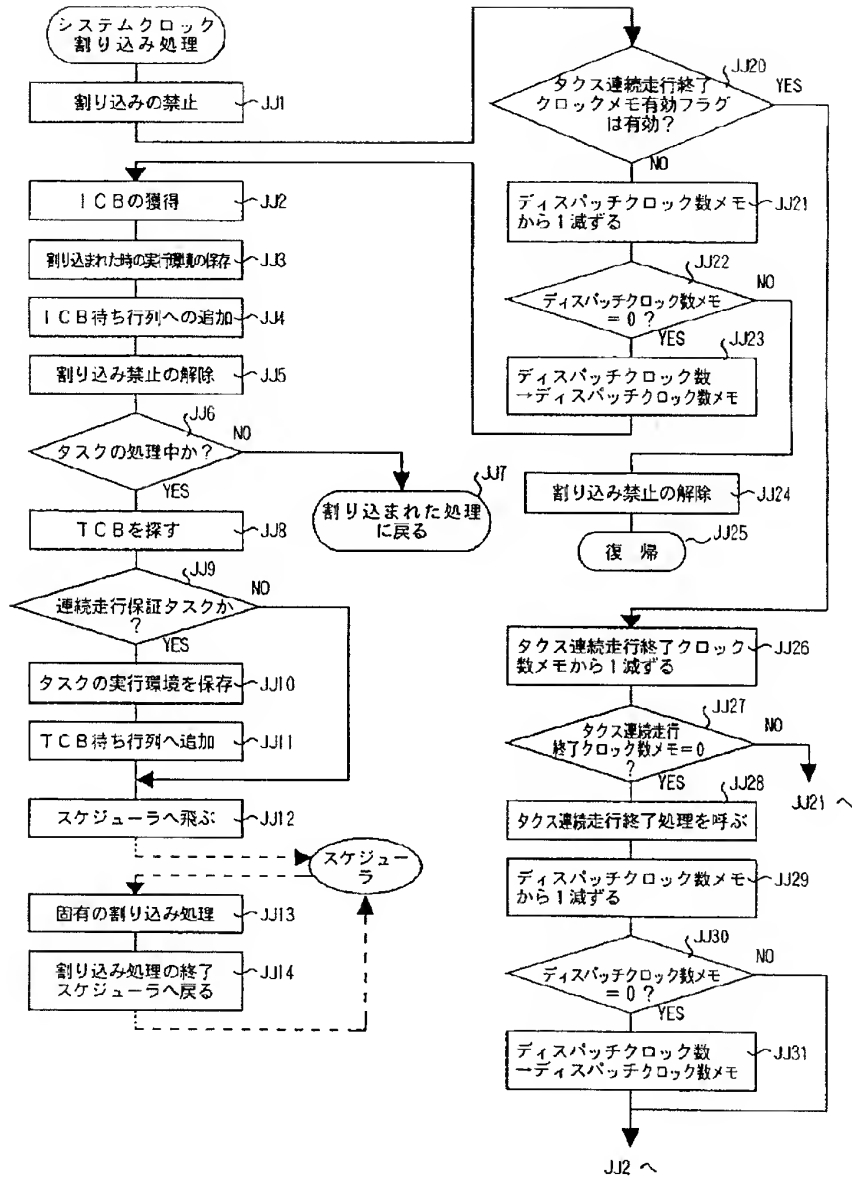 システムクロック
割り込み処理
割り込みの禁止
JJ1
ICBの獲得
JJ2
割り込まれた時の実行環境の保存
JJ3
ICB待ち行列への追加
JJ4
割り込み禁止の解除
JJ5
JJ6
タスクの処理中か?
NO
YES
JJ7
割り込まれた処理
に戻る
TCBを探す
JJ8
JJ9
連続走行保証タスクか
?
NO
YES
タスクの実行環境を保存
JJ10
TCB待ち行列へ追加
JJ11
スケジューラへ飛ぶ
JJ12
スケジュー
ラ
固有の割り込み処理
JJ13
割り込み処理の終了
スケジューラへ戻る
JJ14
JJ20
タクス連続走行終了
クロックメモ有効フラグ
は有効?
YES
NO
ディスパッチクロック数メモ
から1減ずる
JJ21
JJ22
ディスパッチクロック数メモ
=0?
NO
YES
JJ23
ディスパッチクロック数
→ディスパッチクロック数メモ
割り込み禁止の解除
JJ24
復帰
JJ25
タクス連続走行終了クロック
数メモから1減ずる
JJ26
JJ27
タクス連続走行
終了クロック数メモ=0
?
NO
YES
JJ21 へ
JJ28
タクス連続走行終了処理を呼ぶ
ディスパッチクロック数メモ
から1減ずる
JJ29
JJ30
ディスパッチクロック数メモ
=0?
NO
YES
ディスパッチクロック数
→ディスパッチクロック数メモ
JJ31
JJ2 へ